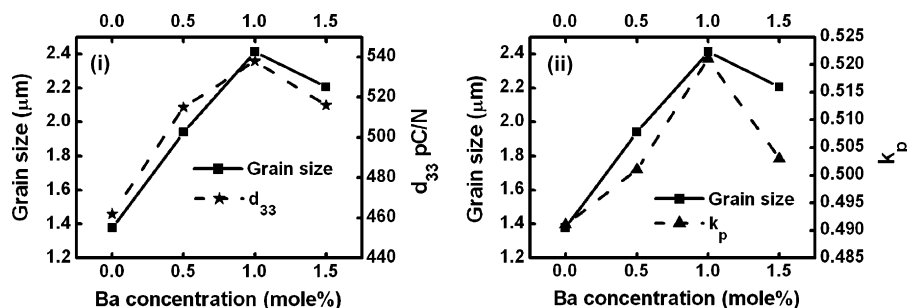 0.0 0.5 1.0 1.5
(i)
2.4
2.2
2.0
1.8
1.6
1.4
1.2
Grain size (μm)
540
520
500
480
460
440
d33 pC/N
Grain size
d33
0.0 0.5 1.0 1.5
Ba concentration (mole%)
0.0 0.5 1.0 1.5
(ii)
2.4
2.2
2.0
1.8
1.6
1.4
1.2
Grain size (μm)
0.525
0.520
0.515
0.510
0.505
0.500
0.495
0.490
0.485
kp
Grain size
kp
0.0 0.5 1.0 1.5
Ba concentration (mole%)